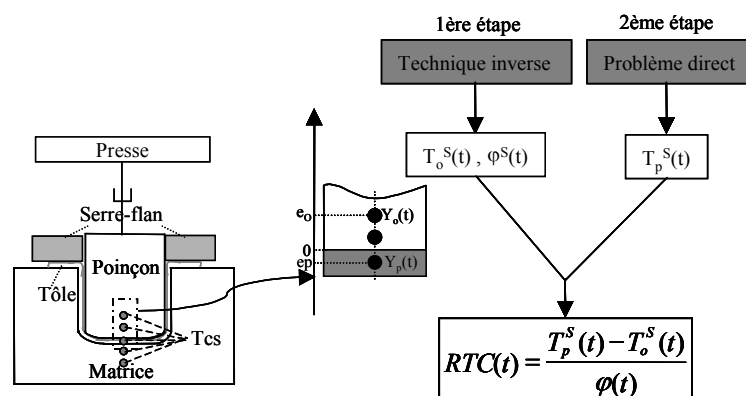 1ère étape
2ème étape
Technique inverse
Problème direct
T_o^S(t) , φ^S(t)
T_p^S(t)
RTC(t) = (T_p^S(t) − T_o^S(t)) / φ(t)
Presse
Serre-flan
Poinçon
Tôle
Tcs
Matrice
e_o
Y_o(t)
0
ep
Y_p(t)